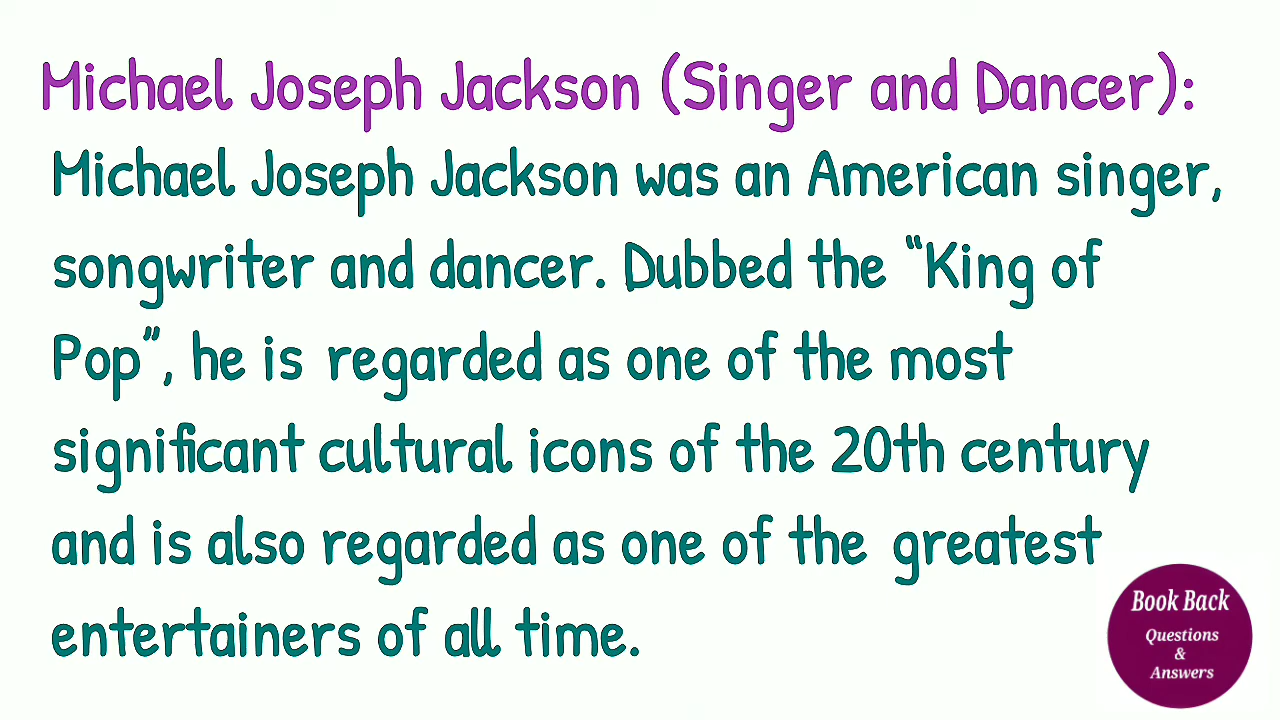 Michael Joseph Jackson (Singer and Dancer):
Michael Joseph Jackson was an American singer,
songwriter and dancer. Dubbed the “King of
Pop”, he is regarded as one of the most
significant cultural icons of the 20th century
and is also regarded as one of the greatest
entertainers of all time.
Book Back
Questions
&
Answers